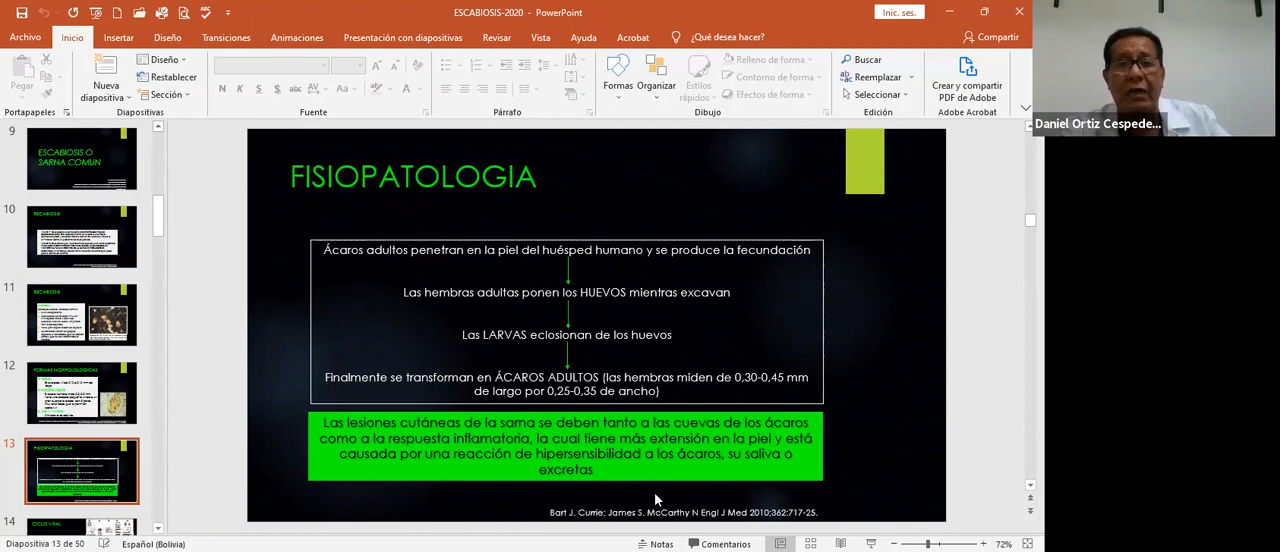 ESCABIOSIS-2020 - PowerPoint
Inic. ses.
Archivo Inicio Insertar Diseño Transiciones Animaciones Presentación con diapositivas Revisar Vista Ayuda Acrobat ¿Qué desea hacer? Compartir
Pegar
Nueva diapositiva
Diseño
Restablecer
Sección
N K S S
Aa
Formas
Organizar
Estilos rápidos
Relleno de forma
Contorno de forma
Efectos de forma
Buscar
Reemplazar
Seleccionar
Crear y compartir PDF de Adobe
Portapapeles Diapositivas Fuente Párrafo Dibujo Edición Adobe Acrobat
Daniel Ortiz Cespede...
9
ESCABIOSIS O
SARNA COMUN
10
ESCABIOSIS
11
ESCABIOSIS
12
FORMAS MORFOLOGICAS
13
FISIOPATOLOGIA
14
CICLO VITAL
FISIOPATOLOGIA
Ácaros adultos penetran en la piel del huésped humano y se produce la fecundación
Las hembras adultas ponen los HUEVOS mientras excavan
Las LARVAS eclosionan de los huevos
Finalmente se transforman en ÁCAROS ADULTOS (las hembras miden de 0,30-0,45 mm
de largo por 0,25-0,35 de ancho)
Las lesiones cutáneas de la sarna se deben tanto a las cuevas de los ácaros
como a la respuesta inflamatoria, la cual tiene más extensión en la piel y está
causada por una reacción de hipersensibilidad a los ácaros, su saliva o
excretas
Bart J. Currie; James S. McCarthy N Engl J Med 2010;362:717-25.
Diapositiva 13 de 50 Español (Bolivia) Notas Comentarios 72%